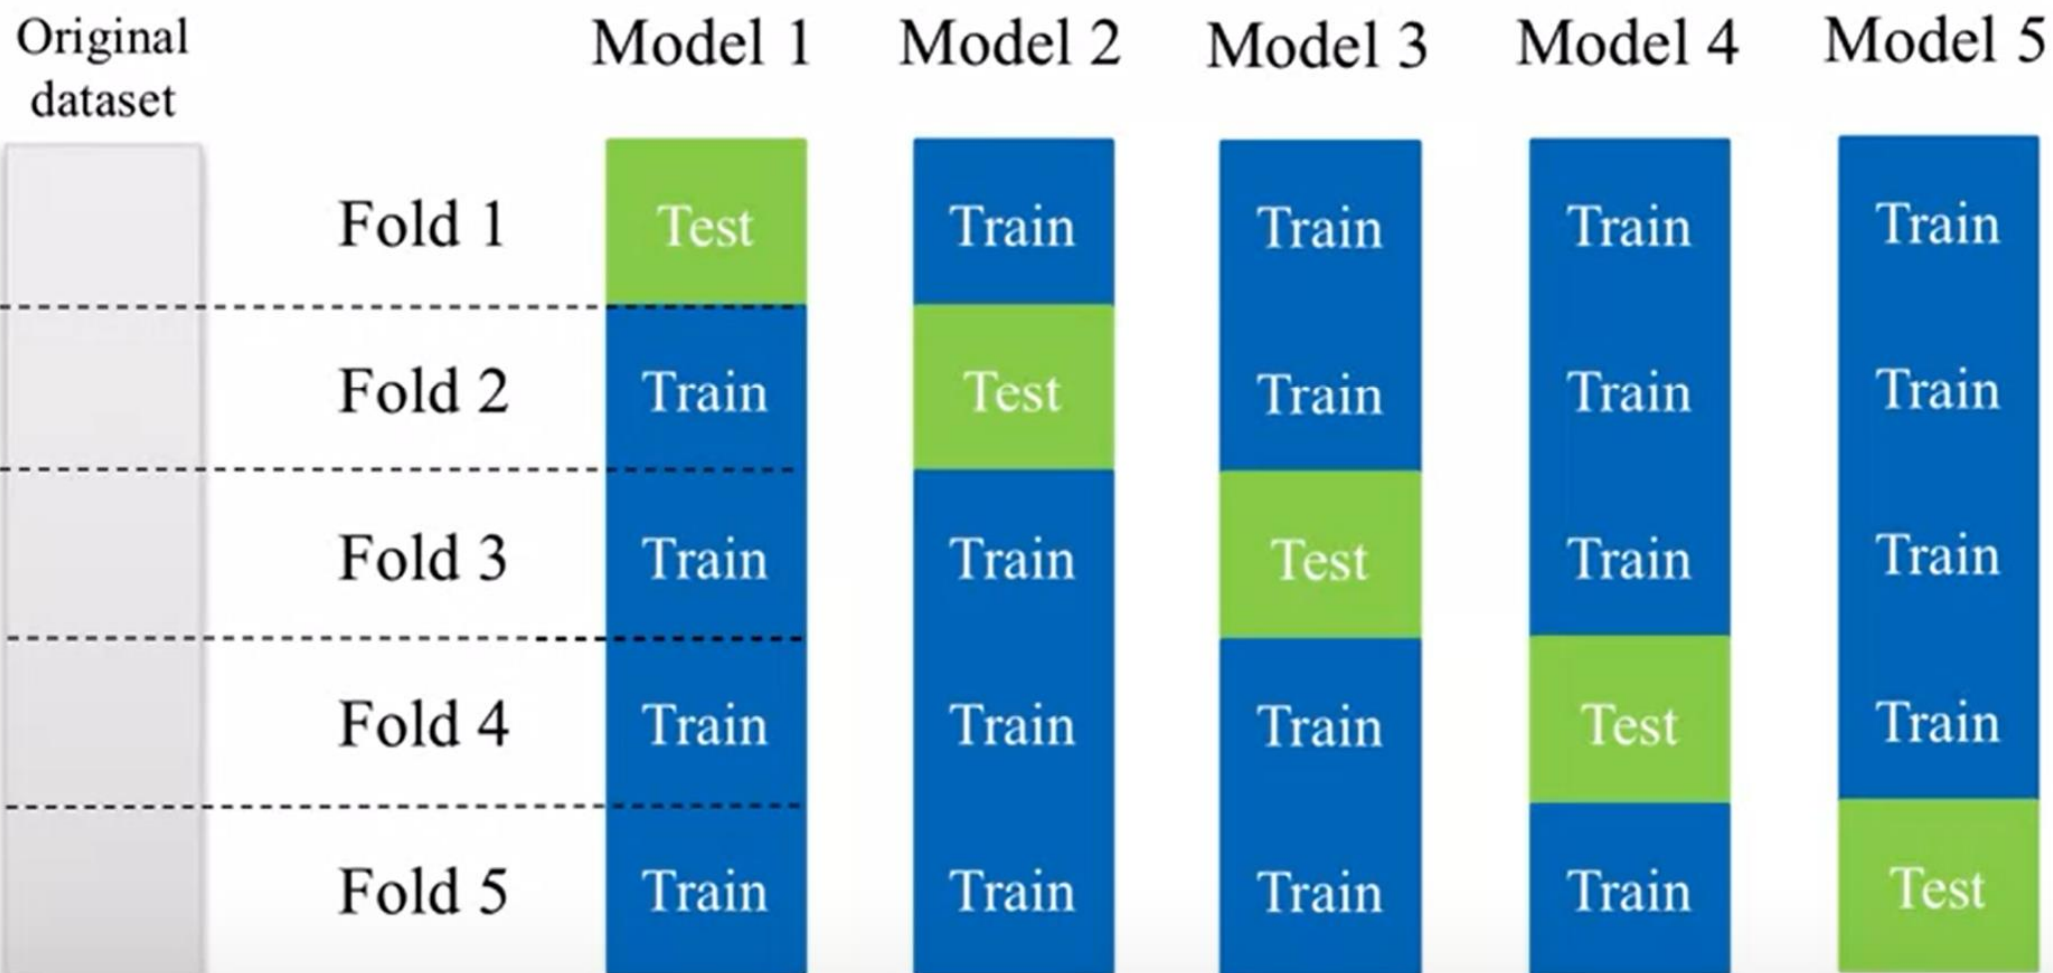 Original
dataset
Model 1 Model 2 Model 3 Model 4 Model 5
Fold 1 Test Train Train Train Train
Fold 2 Train Test Train Train Train
Fold 3 Train Train Test Train Train
Fold 4 Train Train Train Test Train
Fold 5 Train Train Train Train Test